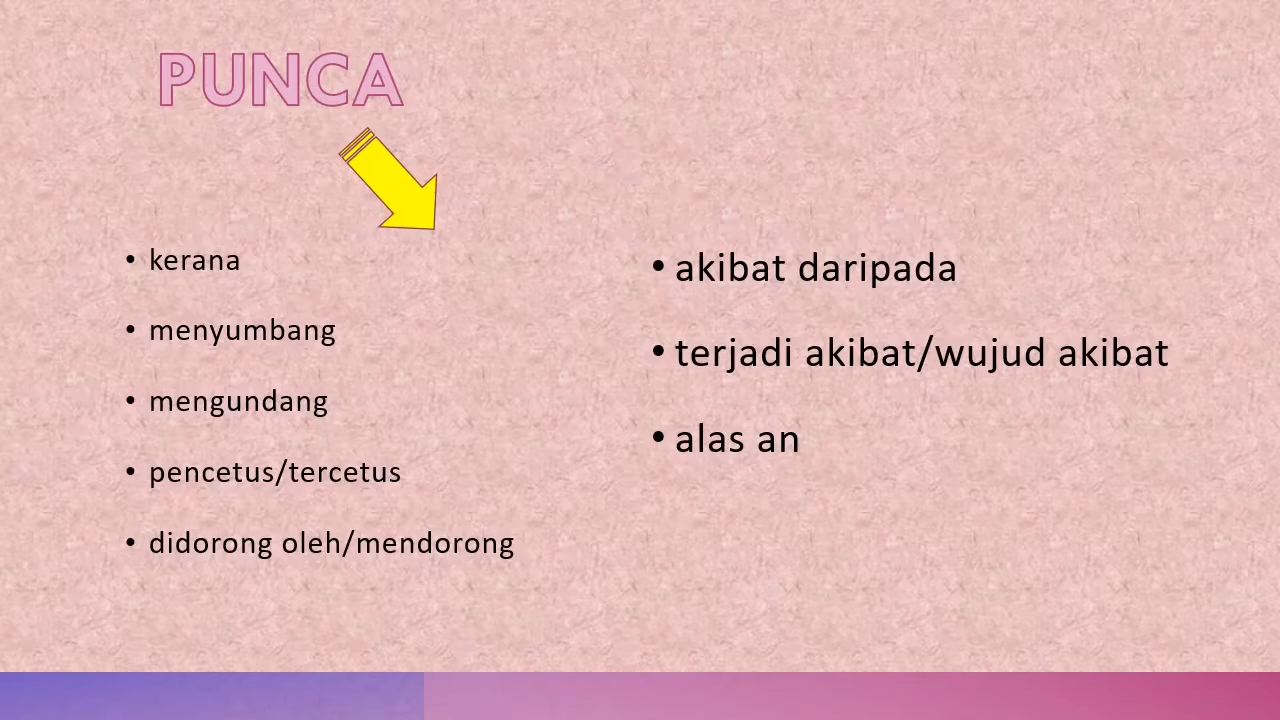 PUNCA
• kerana
• menyumbang
• mengundang
• pencetus/tercetus
• didorong oleh/mendorong
• akibat daripada
• terjadi akibat/wujud akibat
• alas an